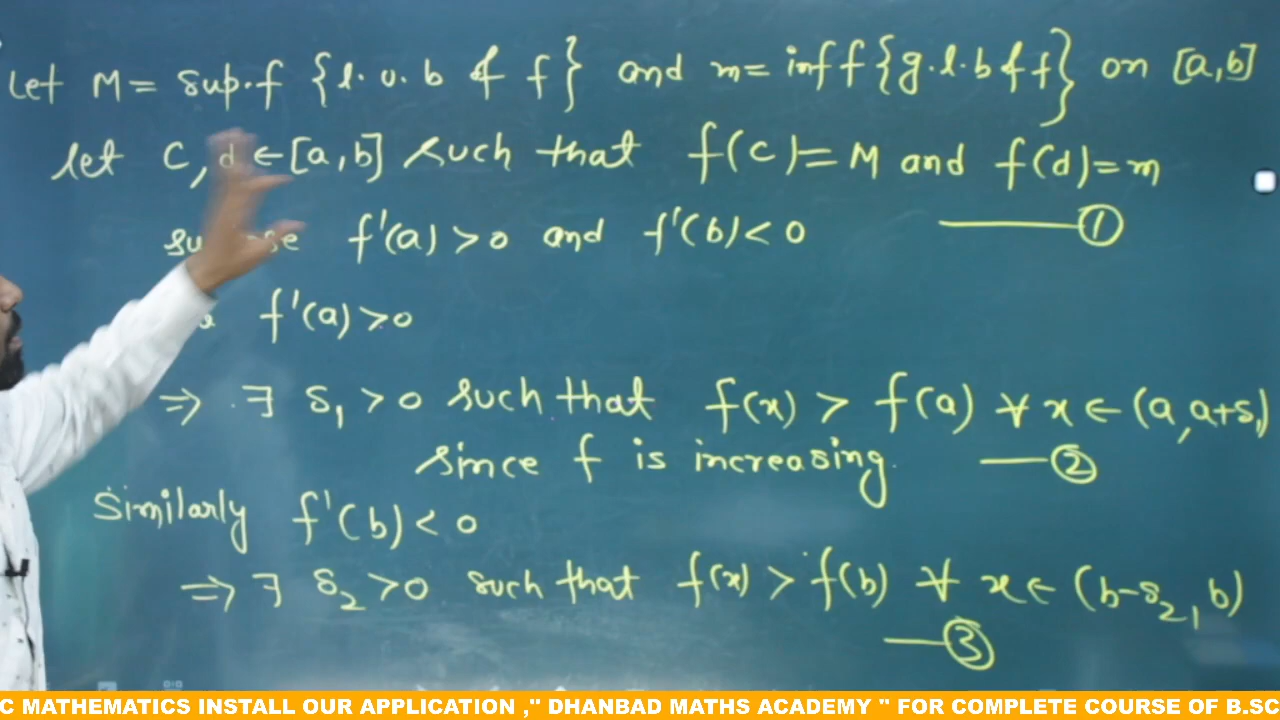 Let M = sup.f {l.u.b of f} and m = inf f {g.l.b of f} on [a,b]
let c, d ∈ [a,b] such that f(c) = M and f(d) = m
f'(a) > 0 and f'(b) < 0 — ①
f'(a) > 0
⇒ ∃ δ₁ > 0 such that f(x) > f(a) ∀ x ∈ (a, a+δ₁)
since f is increasing. — ②
Similarly f'(b) < 0
⇒ ∃ δ₂ > 0 such that f(x) > f(b) ∀ x ∈ (b-δ₂, b)
— ③
C MATHEMATICS INSTALL OUR APPLICATION ," DHANBAD MATHS ACADEMY " FOR COMPLETE COURSE OF B.SC